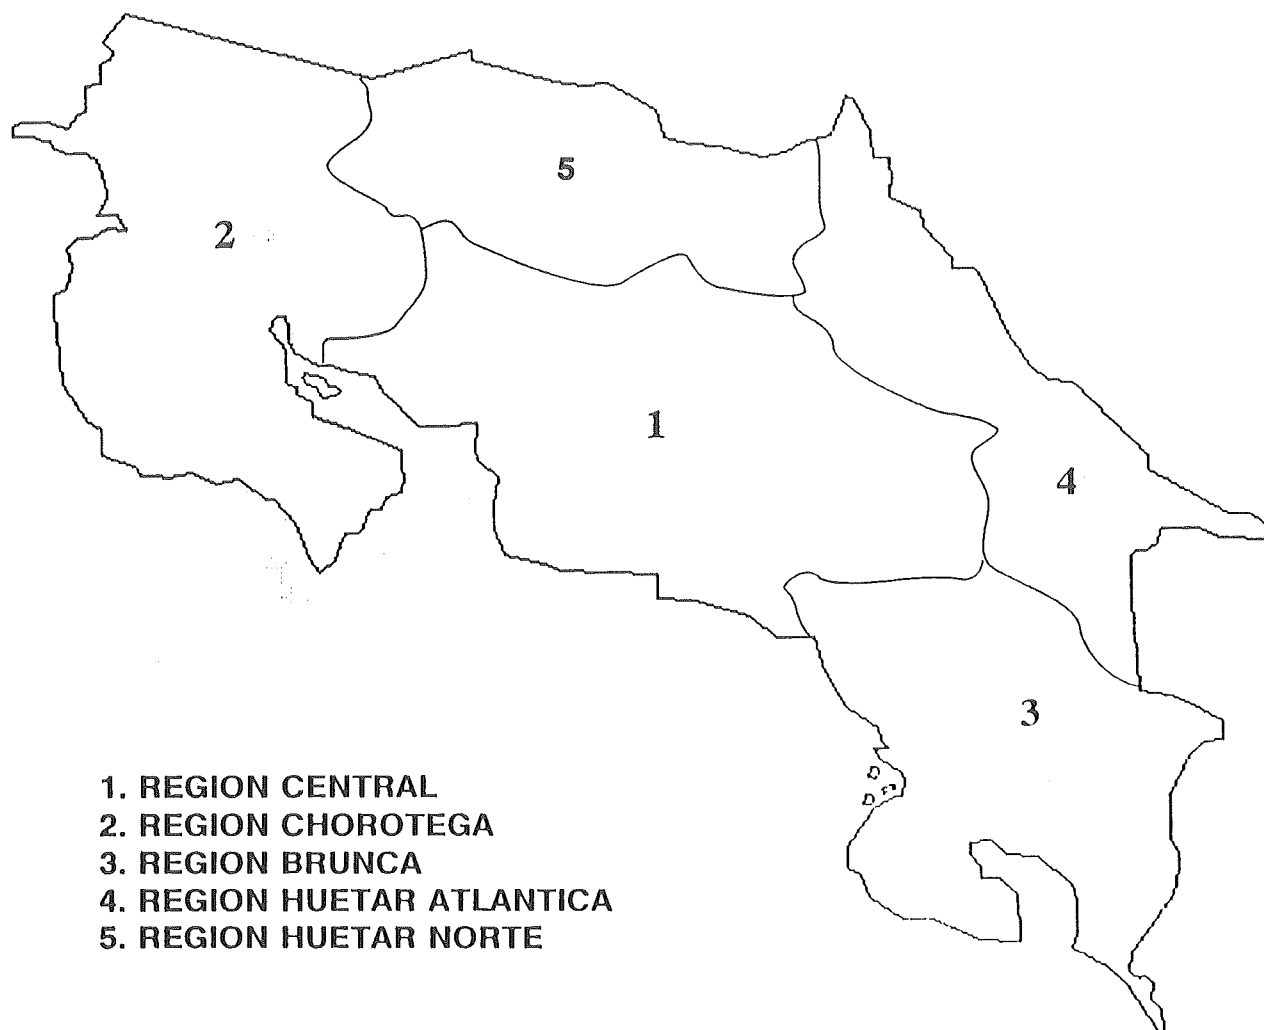 5
2
1
4
3
1. REGION CENTRAL
2. REGION CHOROTEGA
3. REGION BRUNCA
4. REGION HUETAR ATLANTICA
5. REGION HUETAR NORTE